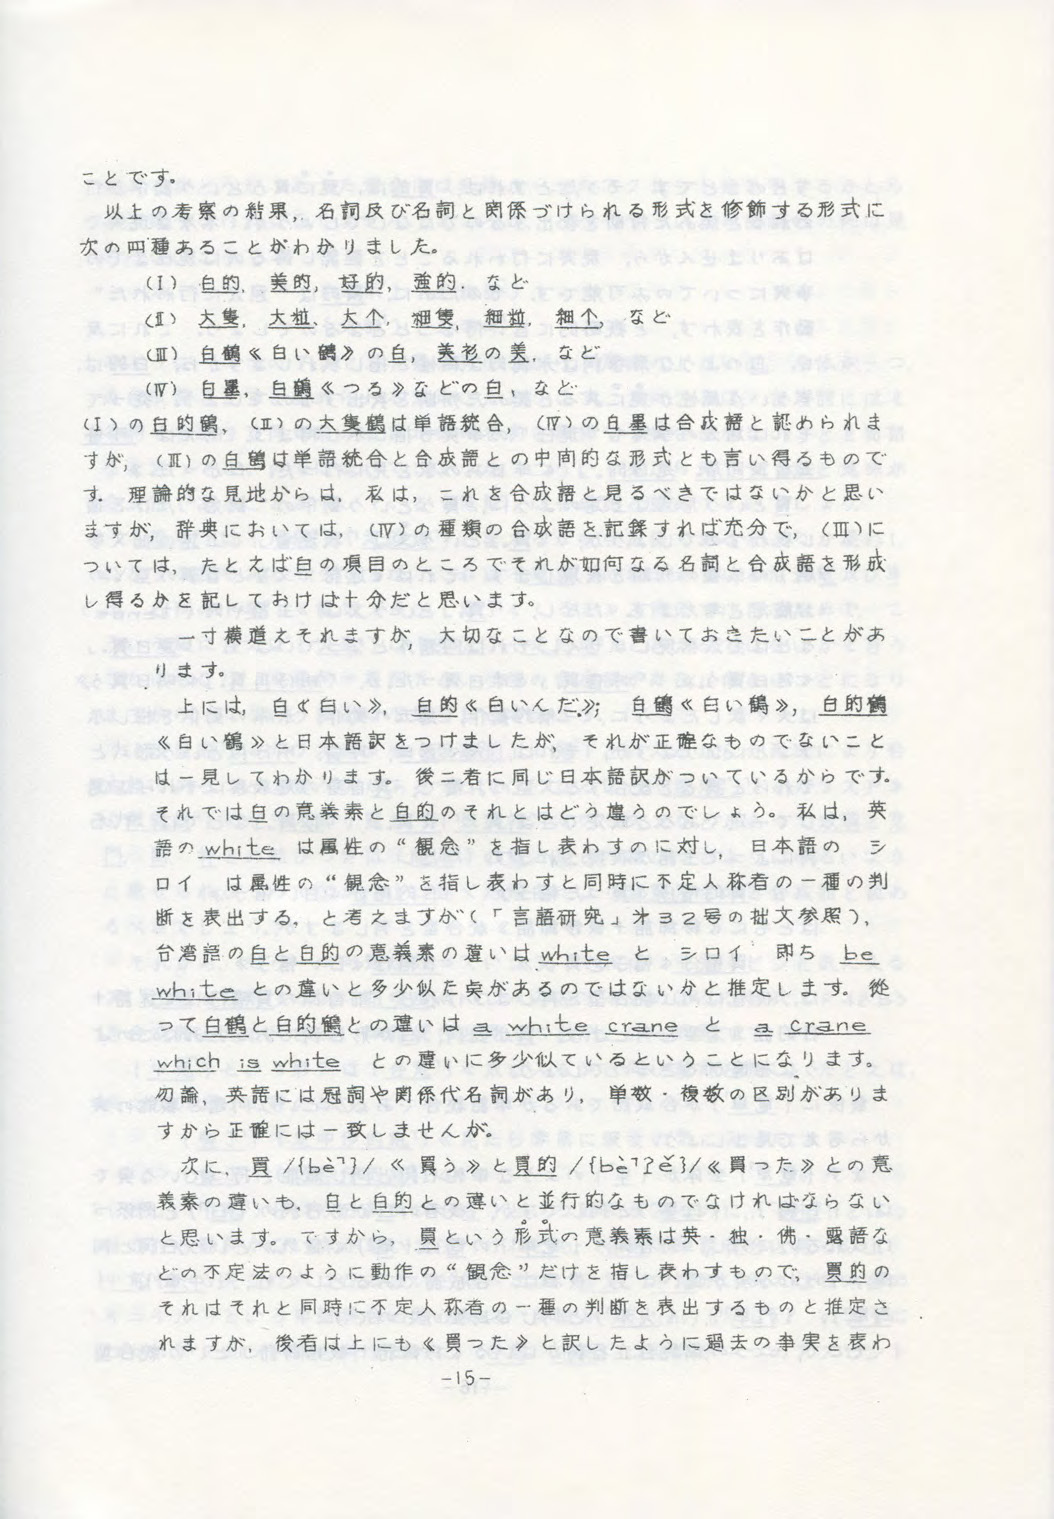 ことです。
以上の考察の結果，名詞及び名詞と関係づけられる形式を修飾する形式に
次の四種あることがわかりました。
(Ⅰ) 白的，美的，好的，強的，など
(Ⅱ) 大隻，大粒，大个，細隻，細粒，細个，など
(Ⅲ) 白鶴《白い鶴》の白，美衫の美，など
(Ⅳ) 白墨，白鶴《つる》などの白，など
(Ⅰ)の白的鶴，(Ⅱ)の大隻鶴は単語統合，(Ⅳ)の白墨は合成語と認められま
すが，(Ⅲ)の白鶴は単語統合と合成語との中間的な形式とも言い得るもので
す．理論的な見地からは，私は，これを合成語と見るべきではないかと思い
ますが，辞典においては，(Ⅳ)の種類の合成語を記録すれば充分で，(Ⅲ)に
ついては，たとえば白の項目のところでそれが如何なる名詞と合成語を形成
し得るかを記しておけは十分だと思います。
一寸横道えそれますが，大切なことなので書いておきたいことがあ
ります。
上には，白《白い》，白的《白いんだ》；白鶴《白い鶴》，白的鶴
《白い鶴》と日本語訳をつけましたが，それが正確なものでないこと
は一見してわかります。後二者に同じ日本語訳がついているからです。
それでは白の意義素と白的のそれとはどう違うのでしょう。私は，英
語の white は属性の“観念”を指し表わすのに対し，日本語の シ
ロイ は属性の“観念”を指し表わすと同時に不定人称者の一種の判
断を表出する，と考えますが(「言語研究」㐧32号の拙文参照)，
台湾語の白と白的の意義素の違いは white と シロイ 即ち be
white との違いと多少似た点があるのではないかと推定します。從
つて白鶴と白的鶴との違いは a white crane と a crane
which is white との違いに多少似ているということになります。
勿論，英語には冠詞や関係代名詞があり，単数・複数の区別がありま
すから正確には一致しませんが。
次に，買 /{bè˥}/《買う》と買的 /{bè˥ʔĕ}/《買った》との意
義素の違いも，白と白的との違いと並行的なものでなければならない
と思います。ですから，買という形式の意義素は英・独・佛・露語な
どの不定法のように動作の“観念”だけを指し表わすもので，買的の
それはそれと同時に不定人称者の一種の判断を表出するものと推定さ
れますが，後者は上にも《買った》と訳したように過去の事実を表わ
-15-